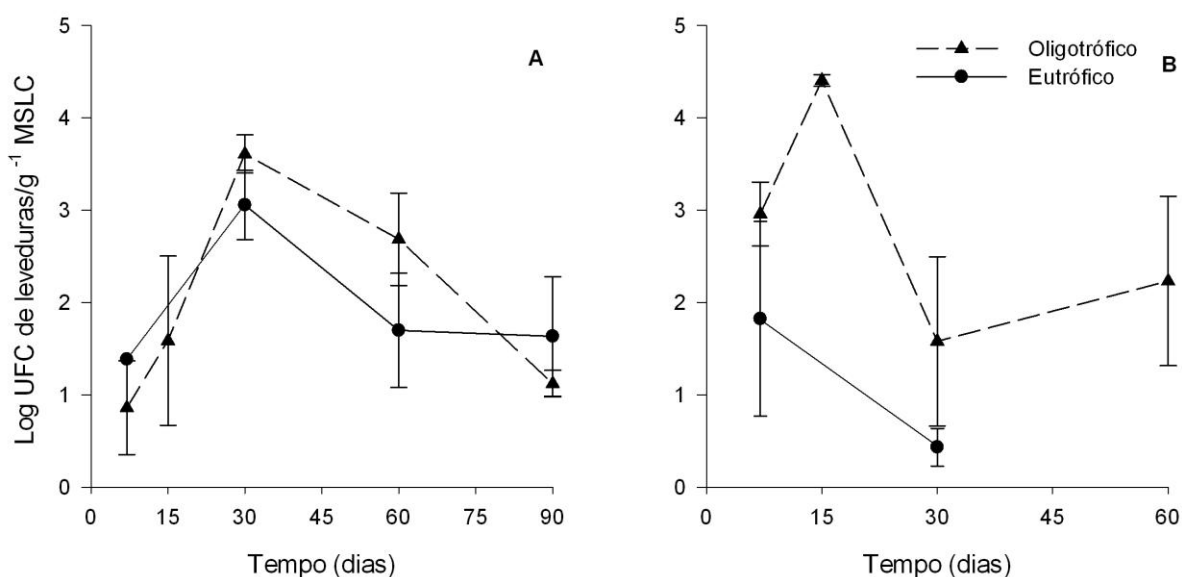 Log UFC de leveduras/g⁻¹ MSLC
5
4
3
2
1
0
0 15 30 45 60 75 90
Tempo (dias)
A
5
4
3
2
1
0
0 15 30 45 60
Tempo (dias)
Oligotrófico
Eutrófico
B